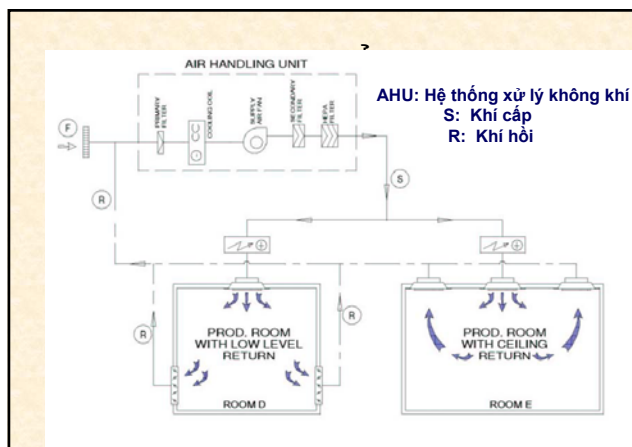 AIR HANDLING UNIT
AHU: Hệ thống xử lý không khí
S: Khí cấp
R: Khí hồi
F
PRIMARY
FILTER
COOLING COIL
CC
SUPPLY
AIR FAN
SECONDARY
FILTER
HEPA
FILTER
S
R
R
R
PROD. ROOM
WITH LOW LEVEL
RETURN
ROOM D
PROD. ROOM
WITH CEILING
RETURN
ROOM E